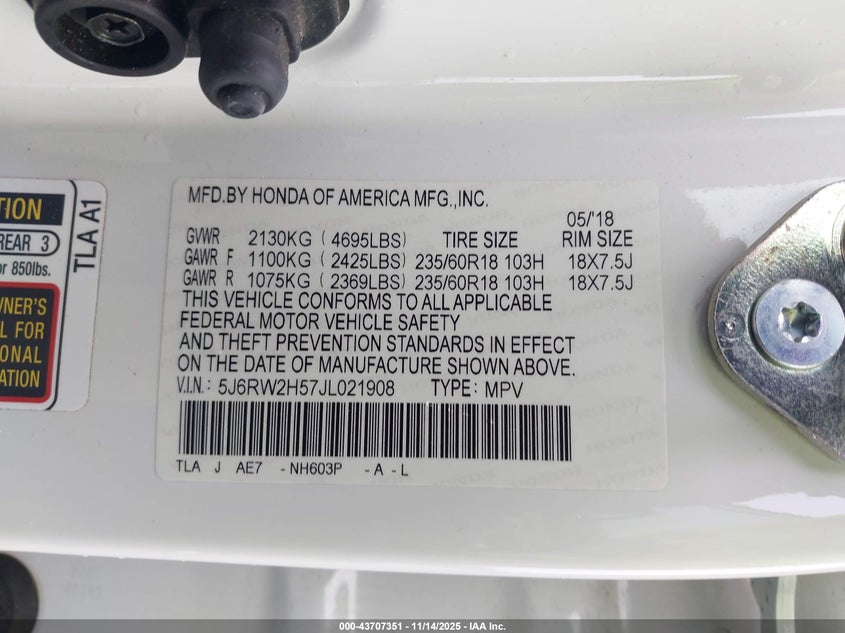 TION
REAR 3
or 850lbs.
WNER'S
L FOR
ONAL
ATION
TLA A1
MFD.BY HONDA OF AMERICA MFG.,INC.
05/'18
GVWR 2130KG ( 4695LBS) TIRE SIZE RIM SIZE
GAWR F 1100KG ( 2425LBS) 235/60R18 103H 18X7.5J
GAWR R 1075KG ( 2369LBS) 235/60R18 103H 18X7.5J
THIS VEHICLE CONFORMS TO ALL APPLICABLE
FEDERAL MOTOR VEHICLE SAFETY
AND THEFT PREVENTION STANDARDS IN EFFECT
ON THE DATE OF MANUFACTURE SHOWN ABOVE.
V.I.N.: 5J6RW2H57JL021908 TYPE: MPV
TLA J AE7 -NH603P -A -L
000-43707351 | 11/14/2025 - IAA Inc.